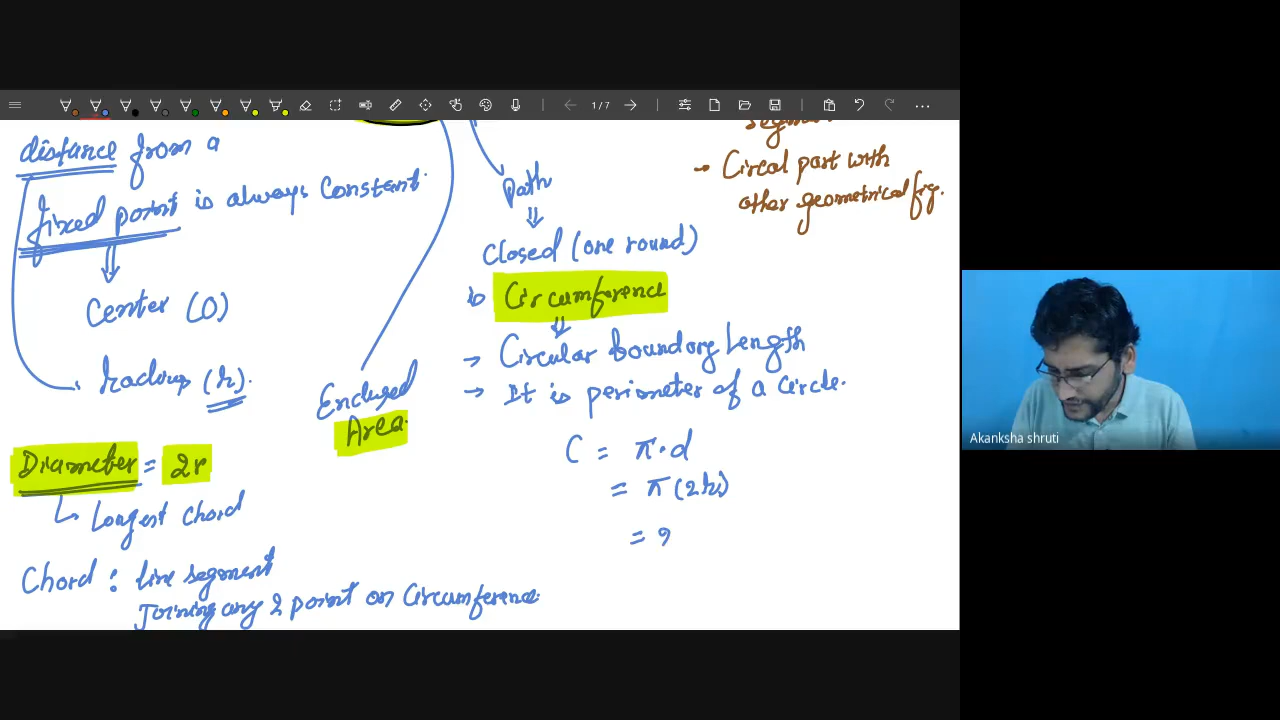 1/7
distance from a
fixed point is always constant.
Center (O)
radius (r).
Diameter = 2r
Longest chord
Chord : line segment
Joining any 2 point on Circumference.
Enclosed
Area.
Path
Closed (one round)
is Circumference
→ Circular boundary Length
→ It is perimeter of a circle.
C = π·d
= π(2r)
= 2
→ Circal part with
other geometrical fig.
Akanksha shruti